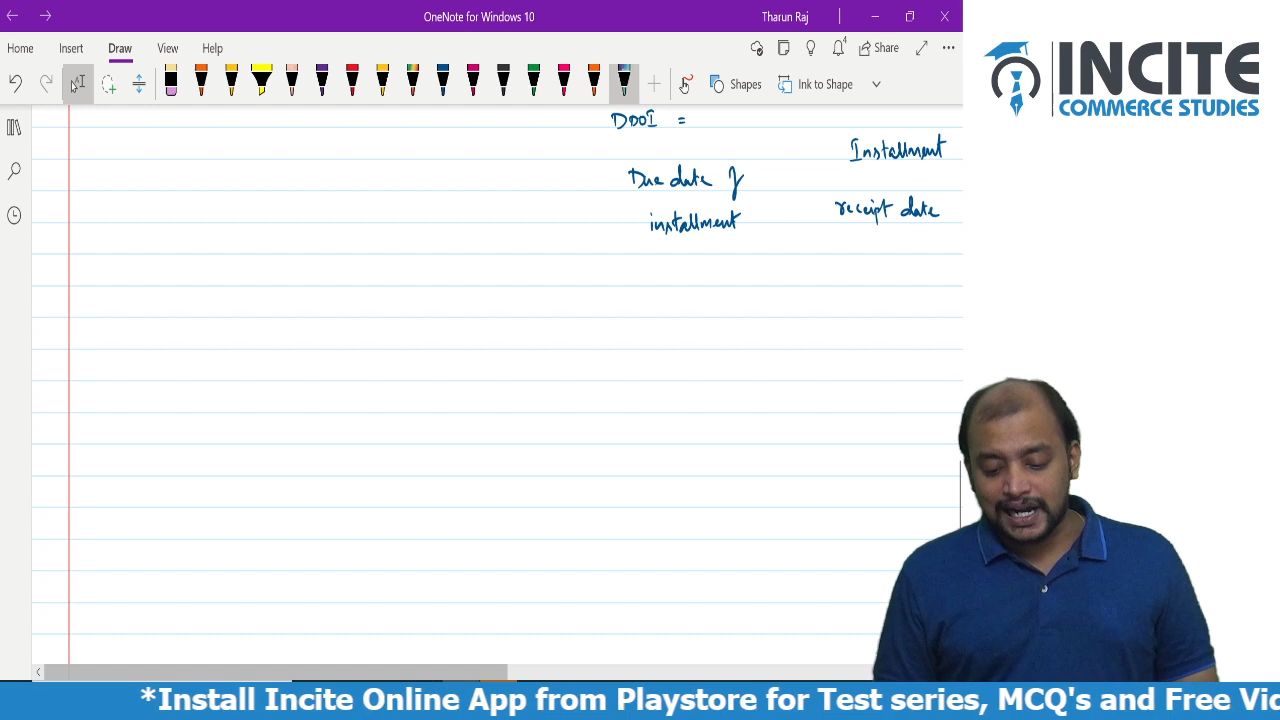 OneNote for Windows 10
Tharun Raj
Home Insert Draw View Help
Share
Shapes
Ink to Shape
DDOI =
Installment
Due date of
installment
receipt date
INCITE
COMMERCE STUDIES
*Install Incite Online App from Playstore for Test series, MCQ's and Free Vic